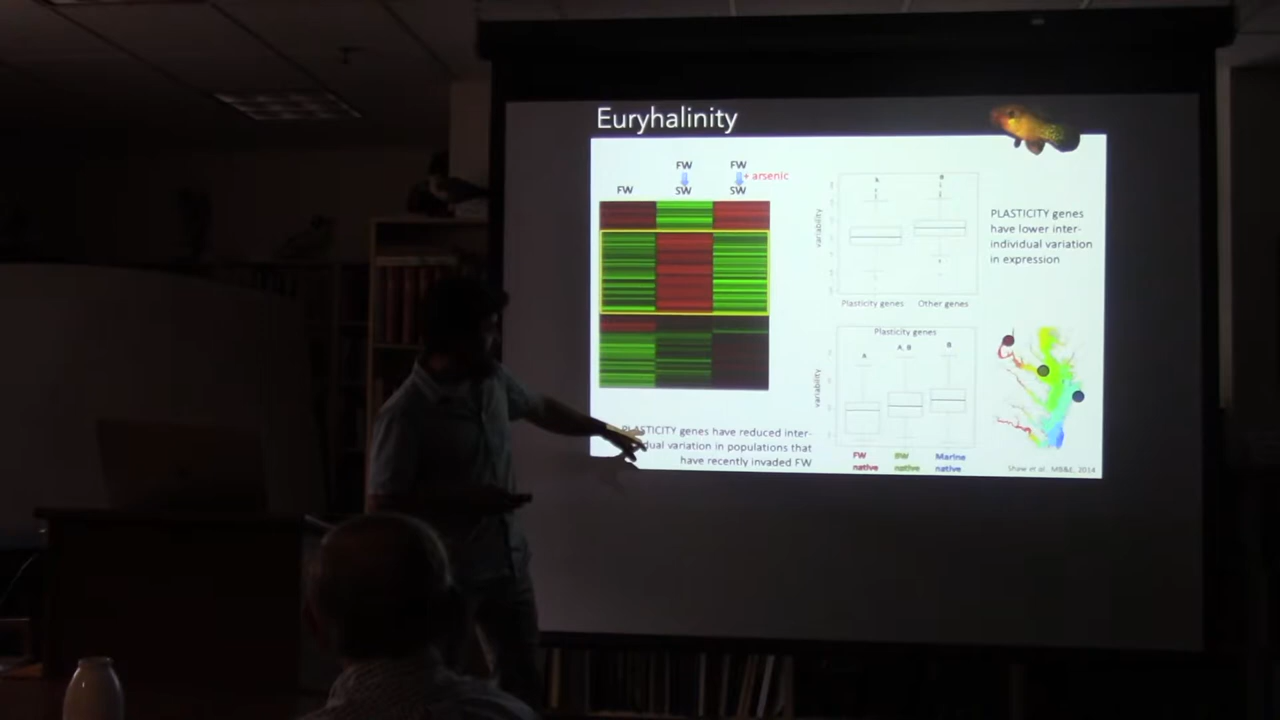 Euryhalinity
FW
FW
FW
+ arsenic
SW
SW
variability
A
B
Plasticity genes
Other genes
PLASTICITY genes
have lower inter-
individual variation
in expression
Plasticity genes
variability
A
A, B
B
FW
native
BW
native
Marine
native
PLASTICITY genes have reduced inter-
dual variation in populations that
have recently invaded FW
Shaw et al., MB&E, 2014